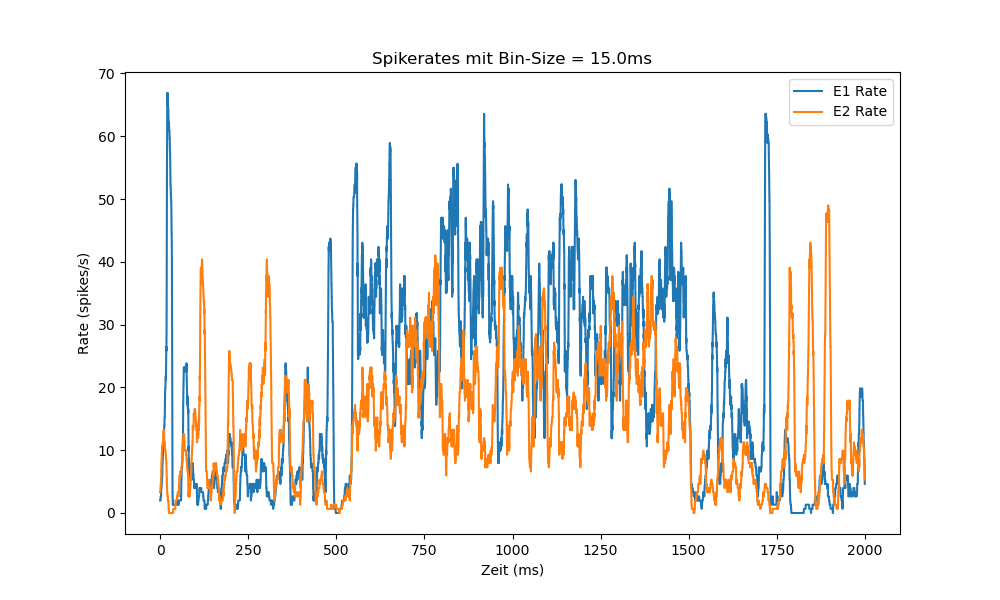 Spikerates mit Bin-Size = 15.0ms
70
60
50
40
30
20
10
0
Rate (spikes/s)
E1 Rate
E2 Rate
0 250 500 750 1000 1250 1500 1750 2000
Zeit (ms)